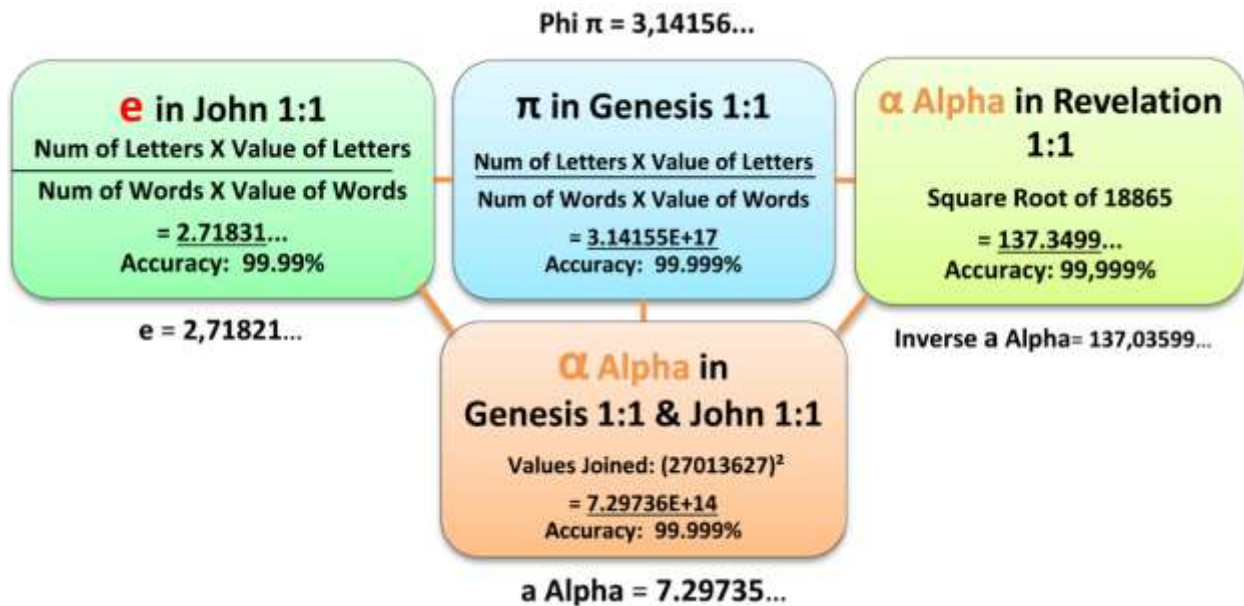 Phi π = 3,14156...
e in John 1:1
Num of Letters X Value of Letters
Num of Words X Value of Words
= 2.71831...
Accuracy: 99.99%
e = 2,71821...
π in Genesis 1:1
Num of Letters X Value of Letters
Num of Words X Value of Words
= 3.14155E+17
Accuracy: 99.999%
α Alpha in Revelation
1:1
Square Root of 18865
= 137.3499...
Accuracy: 99,999%
Inverse a Alpha= 137,03599...
α Alpha in
Genesis 1:1 & John 1:1
Values Joined: (27013627)²
= 7.29736E+14
Accuracy: 99.999%
a Alpha = 7.29735...